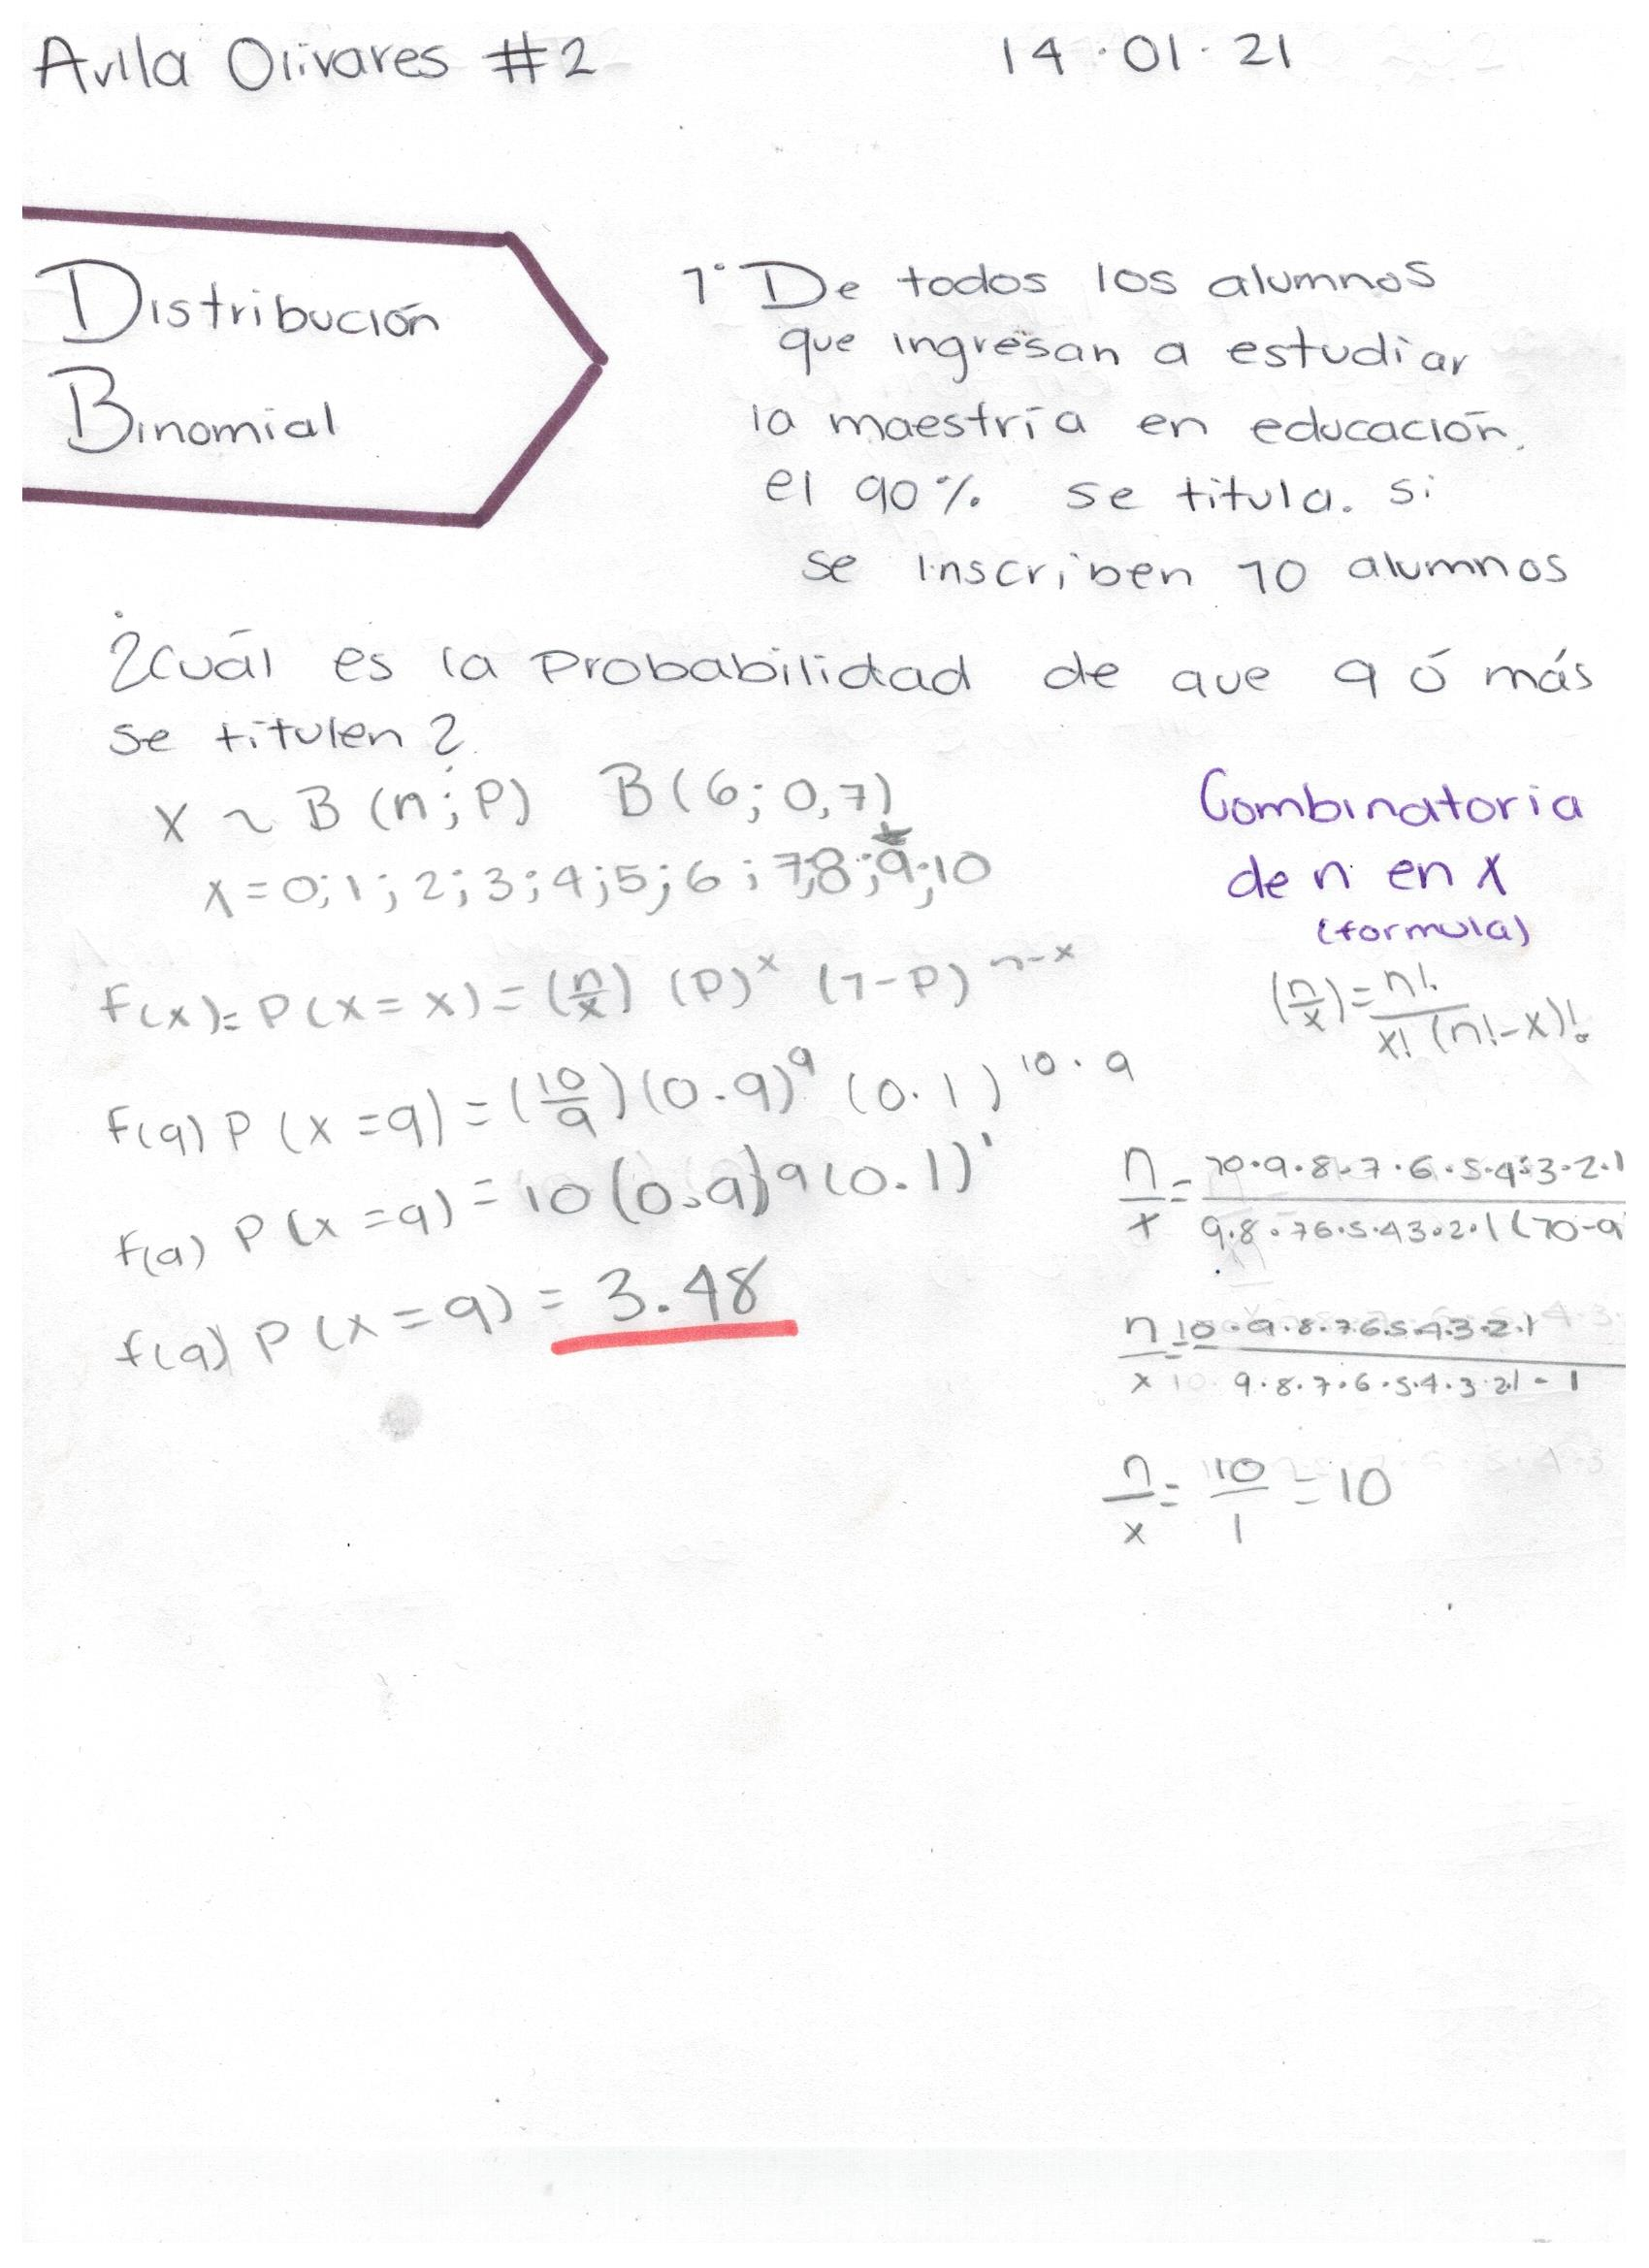 Avila Olivares #2
14.01.21
Distribución
Binomial
1° De todos los alumnos
que ingresan a estudiar
la maestría en educación,
el 90% se titula. Si
se inscriben 10 alumnos
¿Cuál es la probabilidad de que 9 ó más
se titulen?
X ~ B (n; P) B(6; 0,7)
X = 0; 1; 2; 3; 4; 5; 6; 7; 8; 9; 10
f(x) = P(X = x) = (n/x) (P)^x (1-P)^n-x
f(9) P (x = 9) = (10/9) (0.9)^9 (0.1)^10.9
f(9) P (x = 9) = 10 (0.9) 9 (0.1)^1
f(9) P (x = 9) = 3.48
Combinatoria
de n en X
(formula)
(n/x) = n! / x! (n!-x)!
n/x = 10.9.8.7.6.5.4.3.2.1 / 9.8.76.5.43.2.1 (10-9
n/x = 10.9.8.7.6.5.4.3.2.1 / 9.8.7.6.5.4.3.21 - 1
n/x = 10/1 = 10